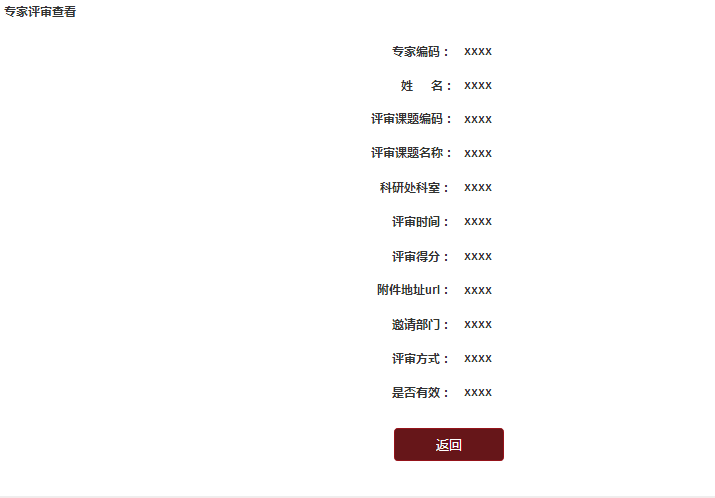 专家评审查看
专家编码： xxxx
姓 名： xxxx
评审课题编码： xxxx
评审课题名称： xxxx
科研处科室： xxxx
评审时间： xxxx
评审得分： xxxx
附件地址url： xxxx
邀请部门： xxxx
评审方式： xxxx
是否有效： xxxx
返回